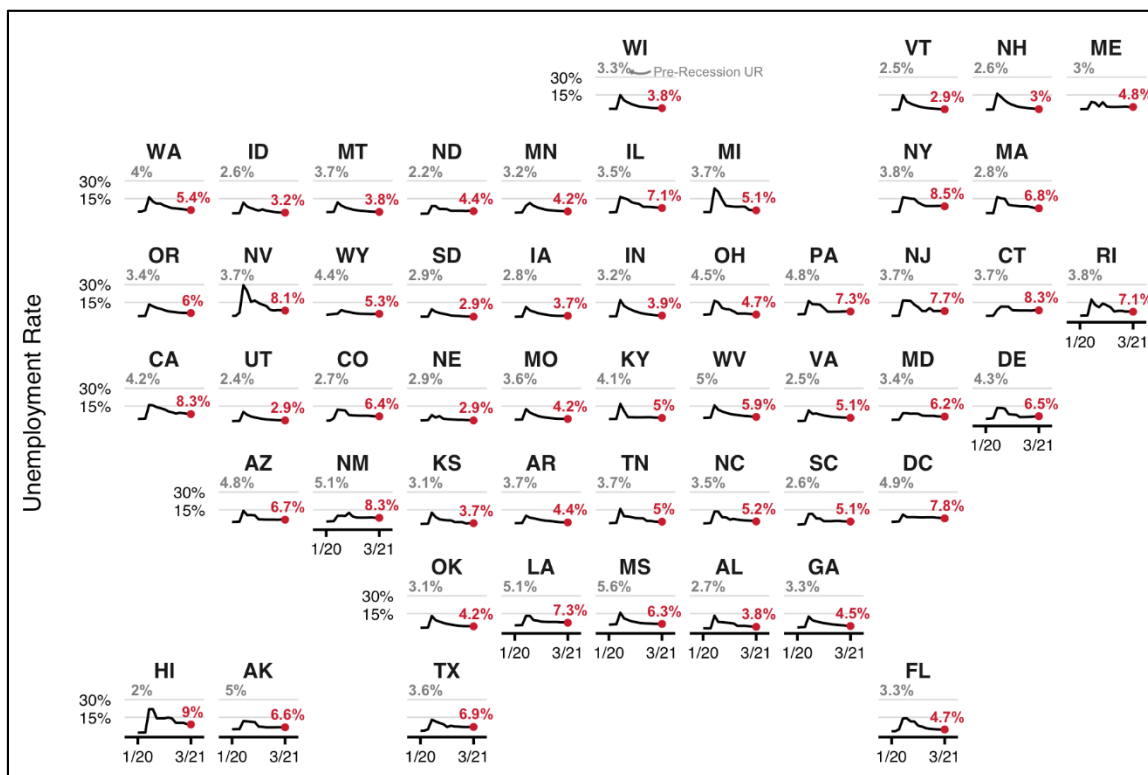 WI VT NH ME
3.3% Pre-Recession UR 2.5% 2.6% 3%
30%
15% 3.8% 2.9% 3% 4.8%
WA ID MT ND MN IL MI NY MA
4% 2.6% 3.7% 2.2% 3.2% 3.5% 3.7% 3.8% 2.8%
30%
15% 5.4% 3.2% 3.8% 4.4% 4.2% 7.1% 5.1% 8.5% 6.8%
OR NV WY SD IA IN OH PA NJ CT RI
3.4% 3.7% 4.4% 2.9% 2.8% 3.2% 4.5% 4.8% 3.7% 3.7% 3.8%
30%
15% 6% 8.1% 5.3% 2.9% 3.7% 3.9% 4.7% 7.3% 7.7% 8.3% 7.1%
1/20 3/21
Unemployment Rate
CA UT CO NE MO KY WV VA MD DE
4.2% 2.4% 2.7% 2.9% 3.6% 4.1% 5% 2.5% 3.4% 4.3%
30%
15% 8.3% 2.9% 6.4% 2.9% 4.2% 5% 5.9% 5.1% 6.2% 6.5%
1/20 3/21
AZ NM KS AR TN NC SC DC
4.8% 5.1% 3.1% 3.7% 3.7% 3.5% 2.6% 4.9%
30%
15% 6.7% 8.3% 3.7% 4.4% 5% 5.2% 5.1% 7.8%
1/20 3/21
OK LA MS AL GA
3.1% 5.1% 5.6% 2.7% 3.3%
30%
15% 4.2% 7.3% 6.3% 3.8% 4.5%
1/20 3/21 1/20 3/21 1/20 3/21 1/20 3/21
HI AK TX FL
2% 5% 3.6% 3.3%
30%
15% 9% 6.6% 6.9% 4.7%
1/20 3/21 1/20 3/21 1/20 3/21 1/20 3/21